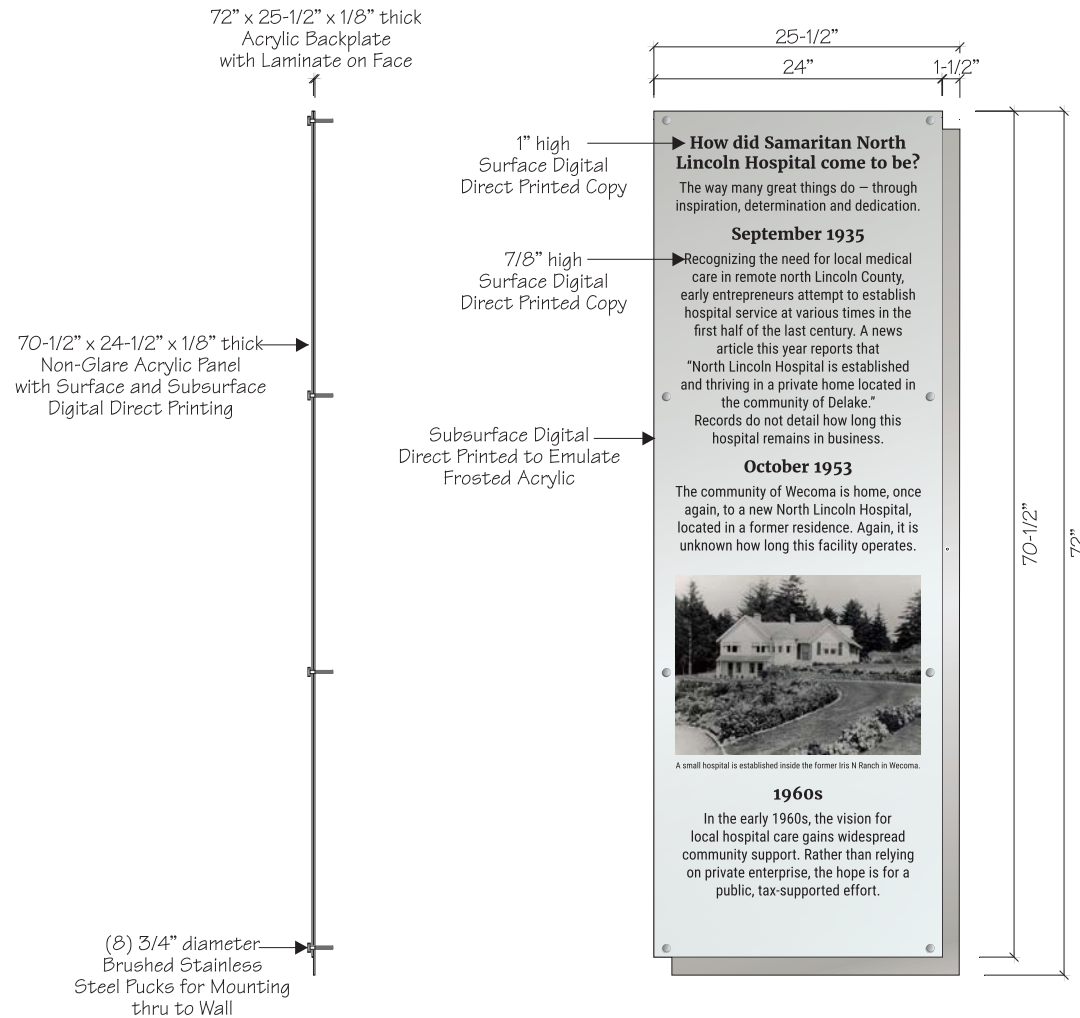 72” x 25-1/2” x 1/8” thick
Acrylic Backplate
with Laminate on Face
25-1/2”
24”
1-1/2”
1” high
Surface Digital
Direct Printed Copy
7/8” high
Surface Digital
Direct Printed Copy
70-1/2” x 24-1/2” x 1/8” thick
Non-Glare Acrylic Panel
with Surface and Subsurface
Digital Direct Printing
Subsurface Digital
Direct Printed to Emulate
Frosted Acrylic
(8) 3/4” diameter
Brushed Stainless
Steel Pucks for Mounting
thru to Wall
How did Samaritan North
Lincoln Hospital come to be?
The way many great things do — through
inspiration, determination and dedication.
September 1935
Recognizing the need for local medical
care in remote north Lincoln County,
early entrepreneurs attempt to establish
hospital service at various times in the
first half of the last century. A news
article this year reports that
“North Lincoln Hospital is established
and thriving in a private home located in
the community of Delake.”
Records do not detail how long this
hospital remains in business.
October 1953
The community of Wecoma is home, once
again, to a new North Lincoln Hospital,
located in a former residence. Again, it is
unknown how long this facility operates.
A small hospital is established inside the former Iris N Ranch in Wecoma.
1960s
In the early 1960s, the vision for
local hospital care gains widespread
community support. Rather than relying
on private enterprise, the hope is for a
public, tax-supported effort.
70-1/2”
72”